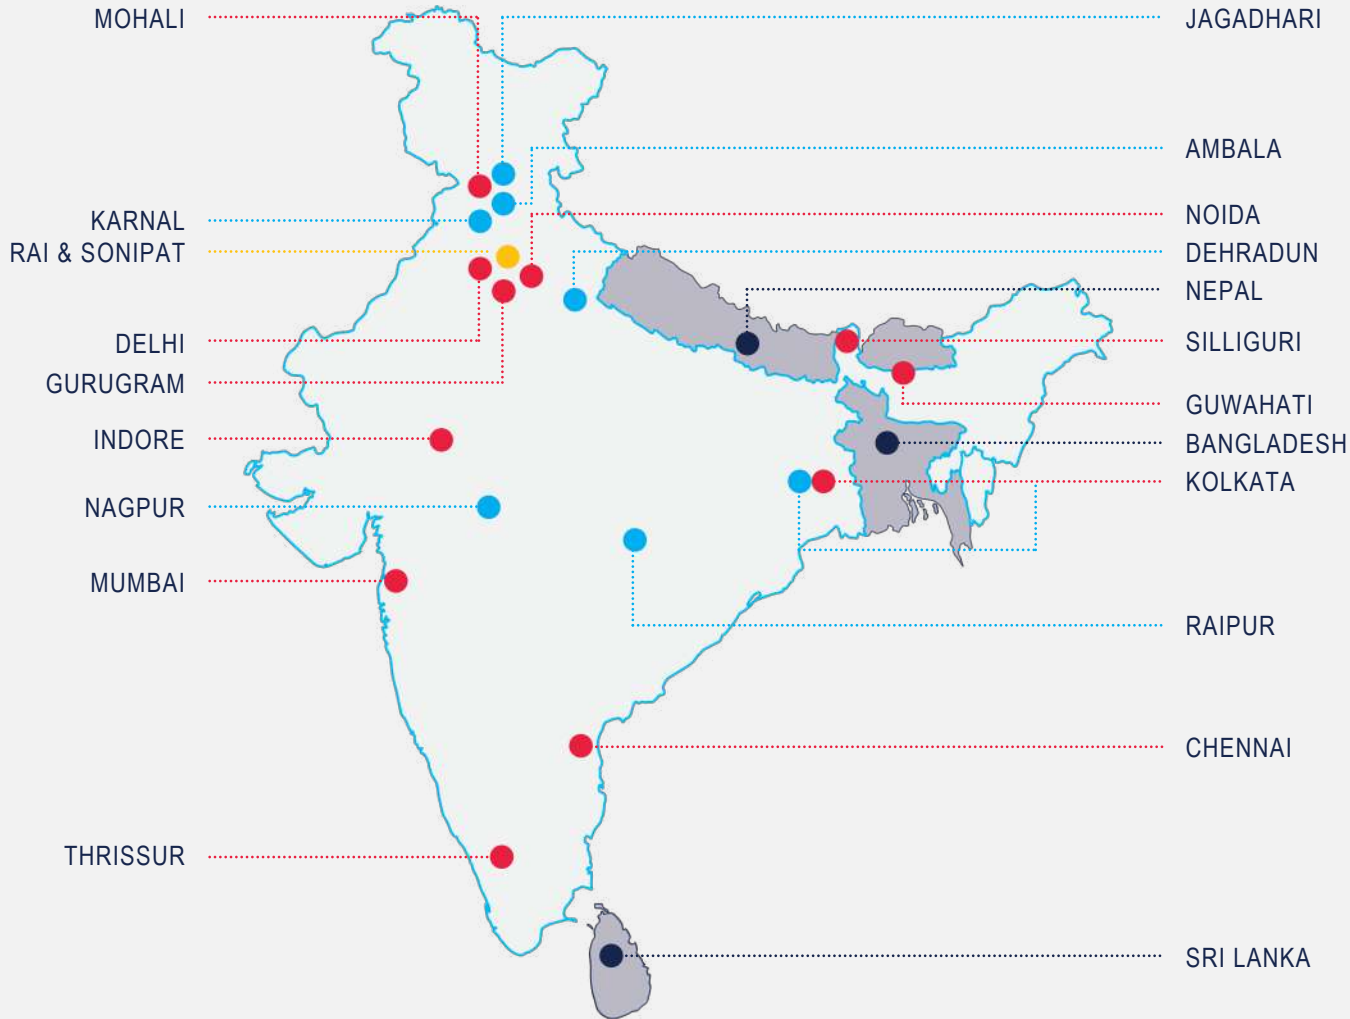 MOHALI
JAGADHARI
AMBALA
KARNAL
NOIDA
RAI & SONIPAT
DEHRADUN
NEPAL
DELHI
SILLIGURI
GURUGRAM
GUWAHATI
INDORE
BANGLADESH
KOLKATA
NAGPUR
MUMBAI
RAIPUR
CHENNAI
THRISSUR
SRI LANKA